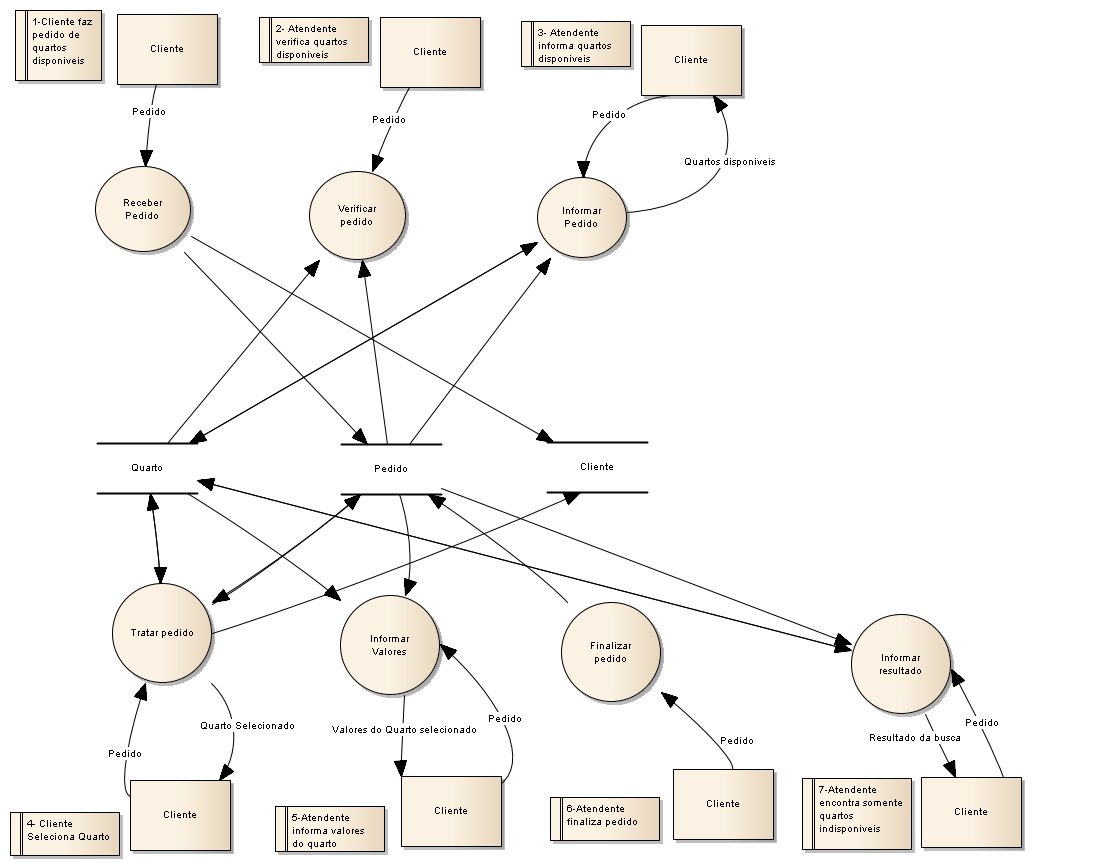 1-Cliente faz
pedido de
quartos
disponiveis
Cliente
2- Atendente
verifica quartos
disponiveis
Cliente
3- Atendente
informa quartos
disponiveis
Cliente
Pedido
Pedido
Pedido
Quartos disponiveis
Receber
Pedido
Verificar
pedido
Informar
Pedido
Quarto
Pedido
Cliente
Tratar pedido
Informar
Valores
Finalizar
pedido
Informar
resultado
Pedido
Quarto Selecionado
Valores do Quarto selecionado
Pedido
Pedido
Resultado da busca
Pedido
4- Cliente
Seleciona Quarto
Cliente
5-Atendente
informa valores
do quarto
Cliente
6-Atendente
finaliza pedido
Cliente
7-Atendente
encontra somente
quartos
indisponiveis
Cliente